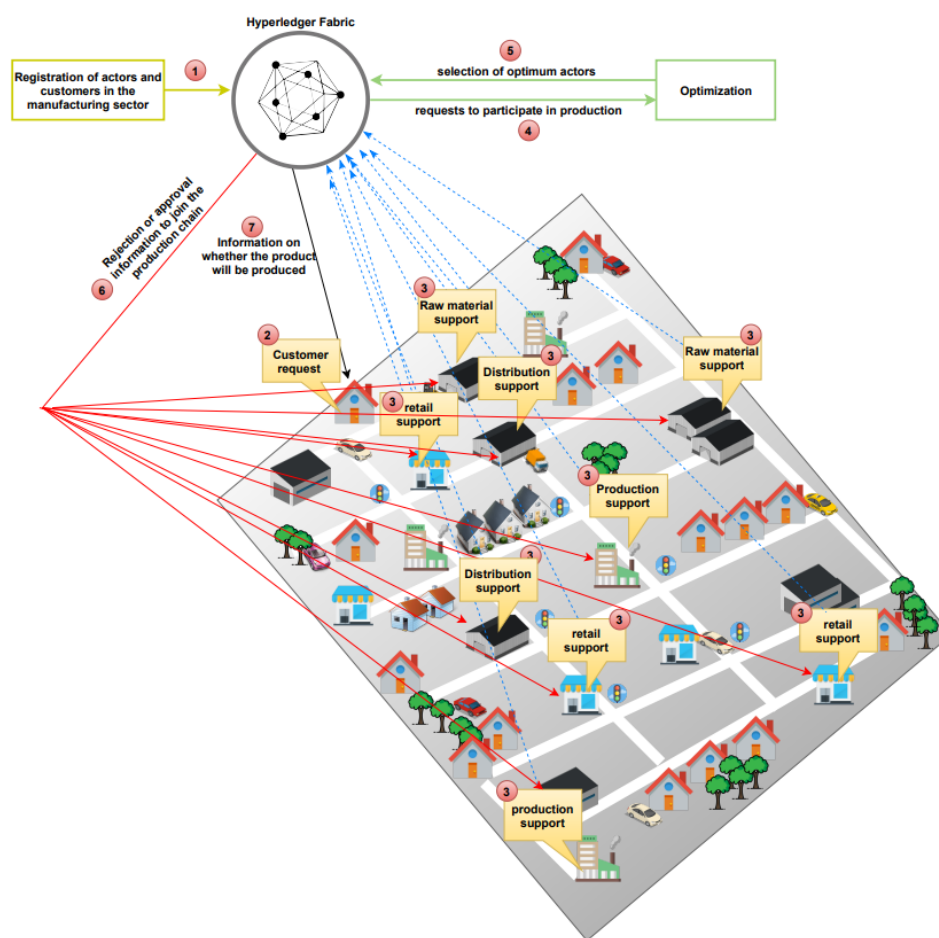 Hyperledger Fabric
1
Registration of actors and
customers in the
manufacturing sector
5
selection of optimum actors
Optimization
requests to participate in production
4
6
Rejection or approval
information to join the
production chain
7
Information on
whether the product
will be produced
2
Customer
request
3
Raw material
support
3
Distribution
support
3
Raw material
support
3
retail
support
3
Production
support
3
Distribution
support
3
retail
support
3
retail
support
3
production
support